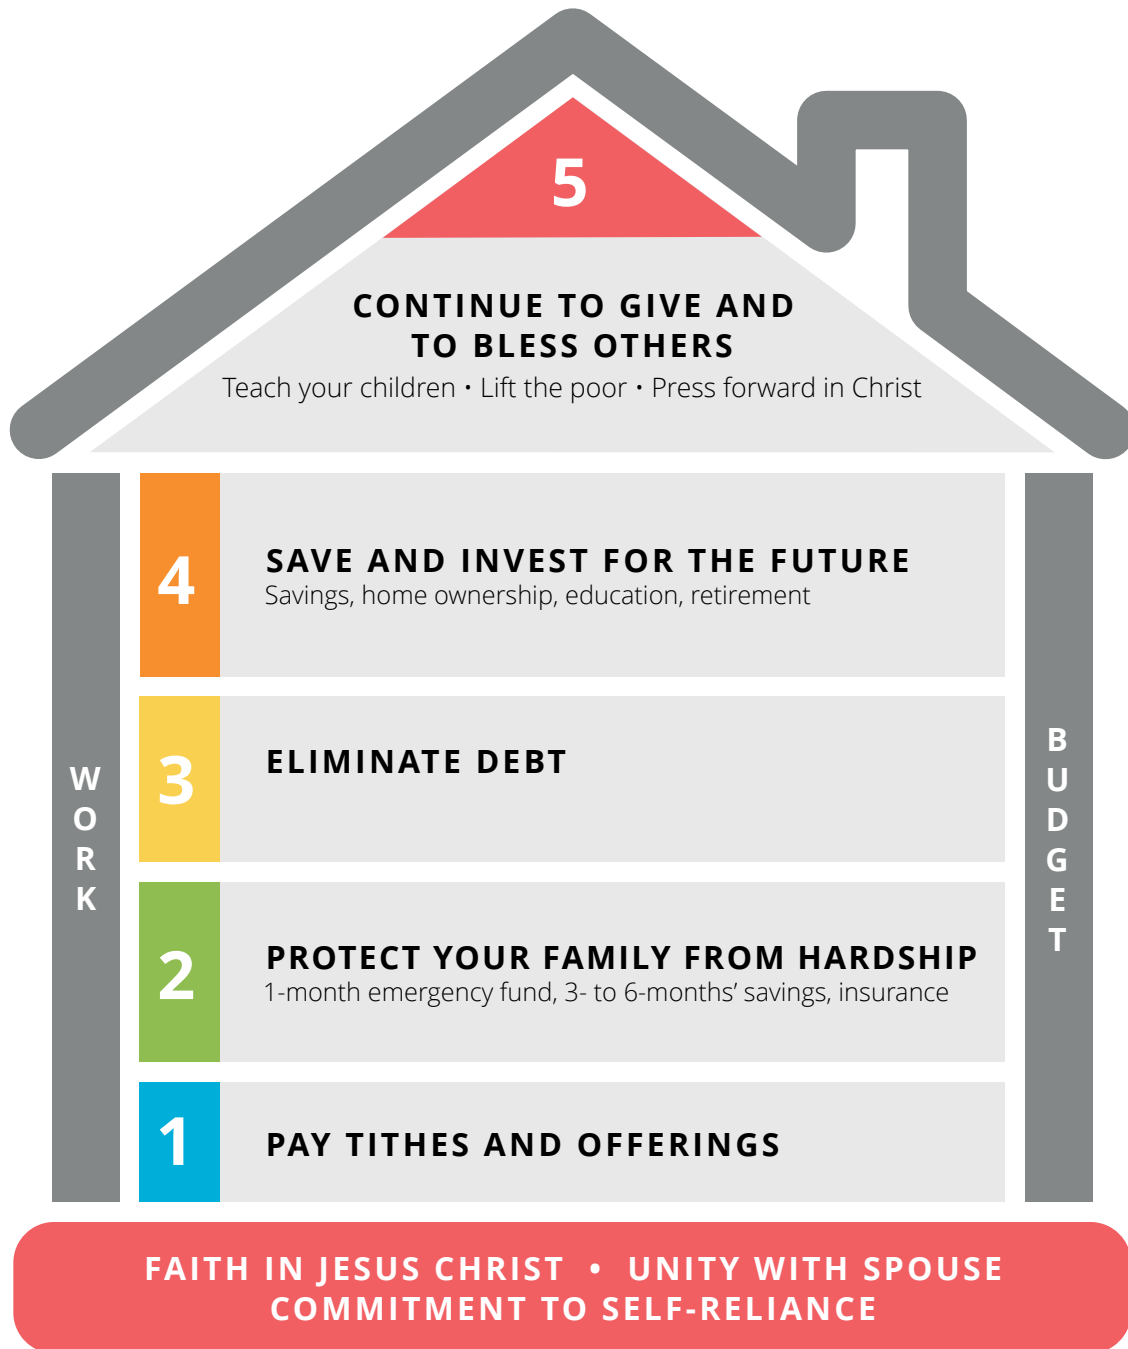 5
CONTINUE TO GIVE AND
TO BLESS OTHERS
Teach your children • Lift the poor • Press forward in Christ
4
SAVE AND INVEST FOR THE FUTURE
Savings, home ownership, education, retirement
3
ELIMINATE DEBT
WORK
BUDGET
2
PROTECT YOUR FAMILY FROM HARDSHIP
1-month emergency fund, 3- to 6-months’ savings, insurance
1
PAY TITHES AND OFFERINGS
FAITH IN JESUS CHRIST • UNITY WITH SPOUSE
COMMITMENT TO SELF-RELIANCE